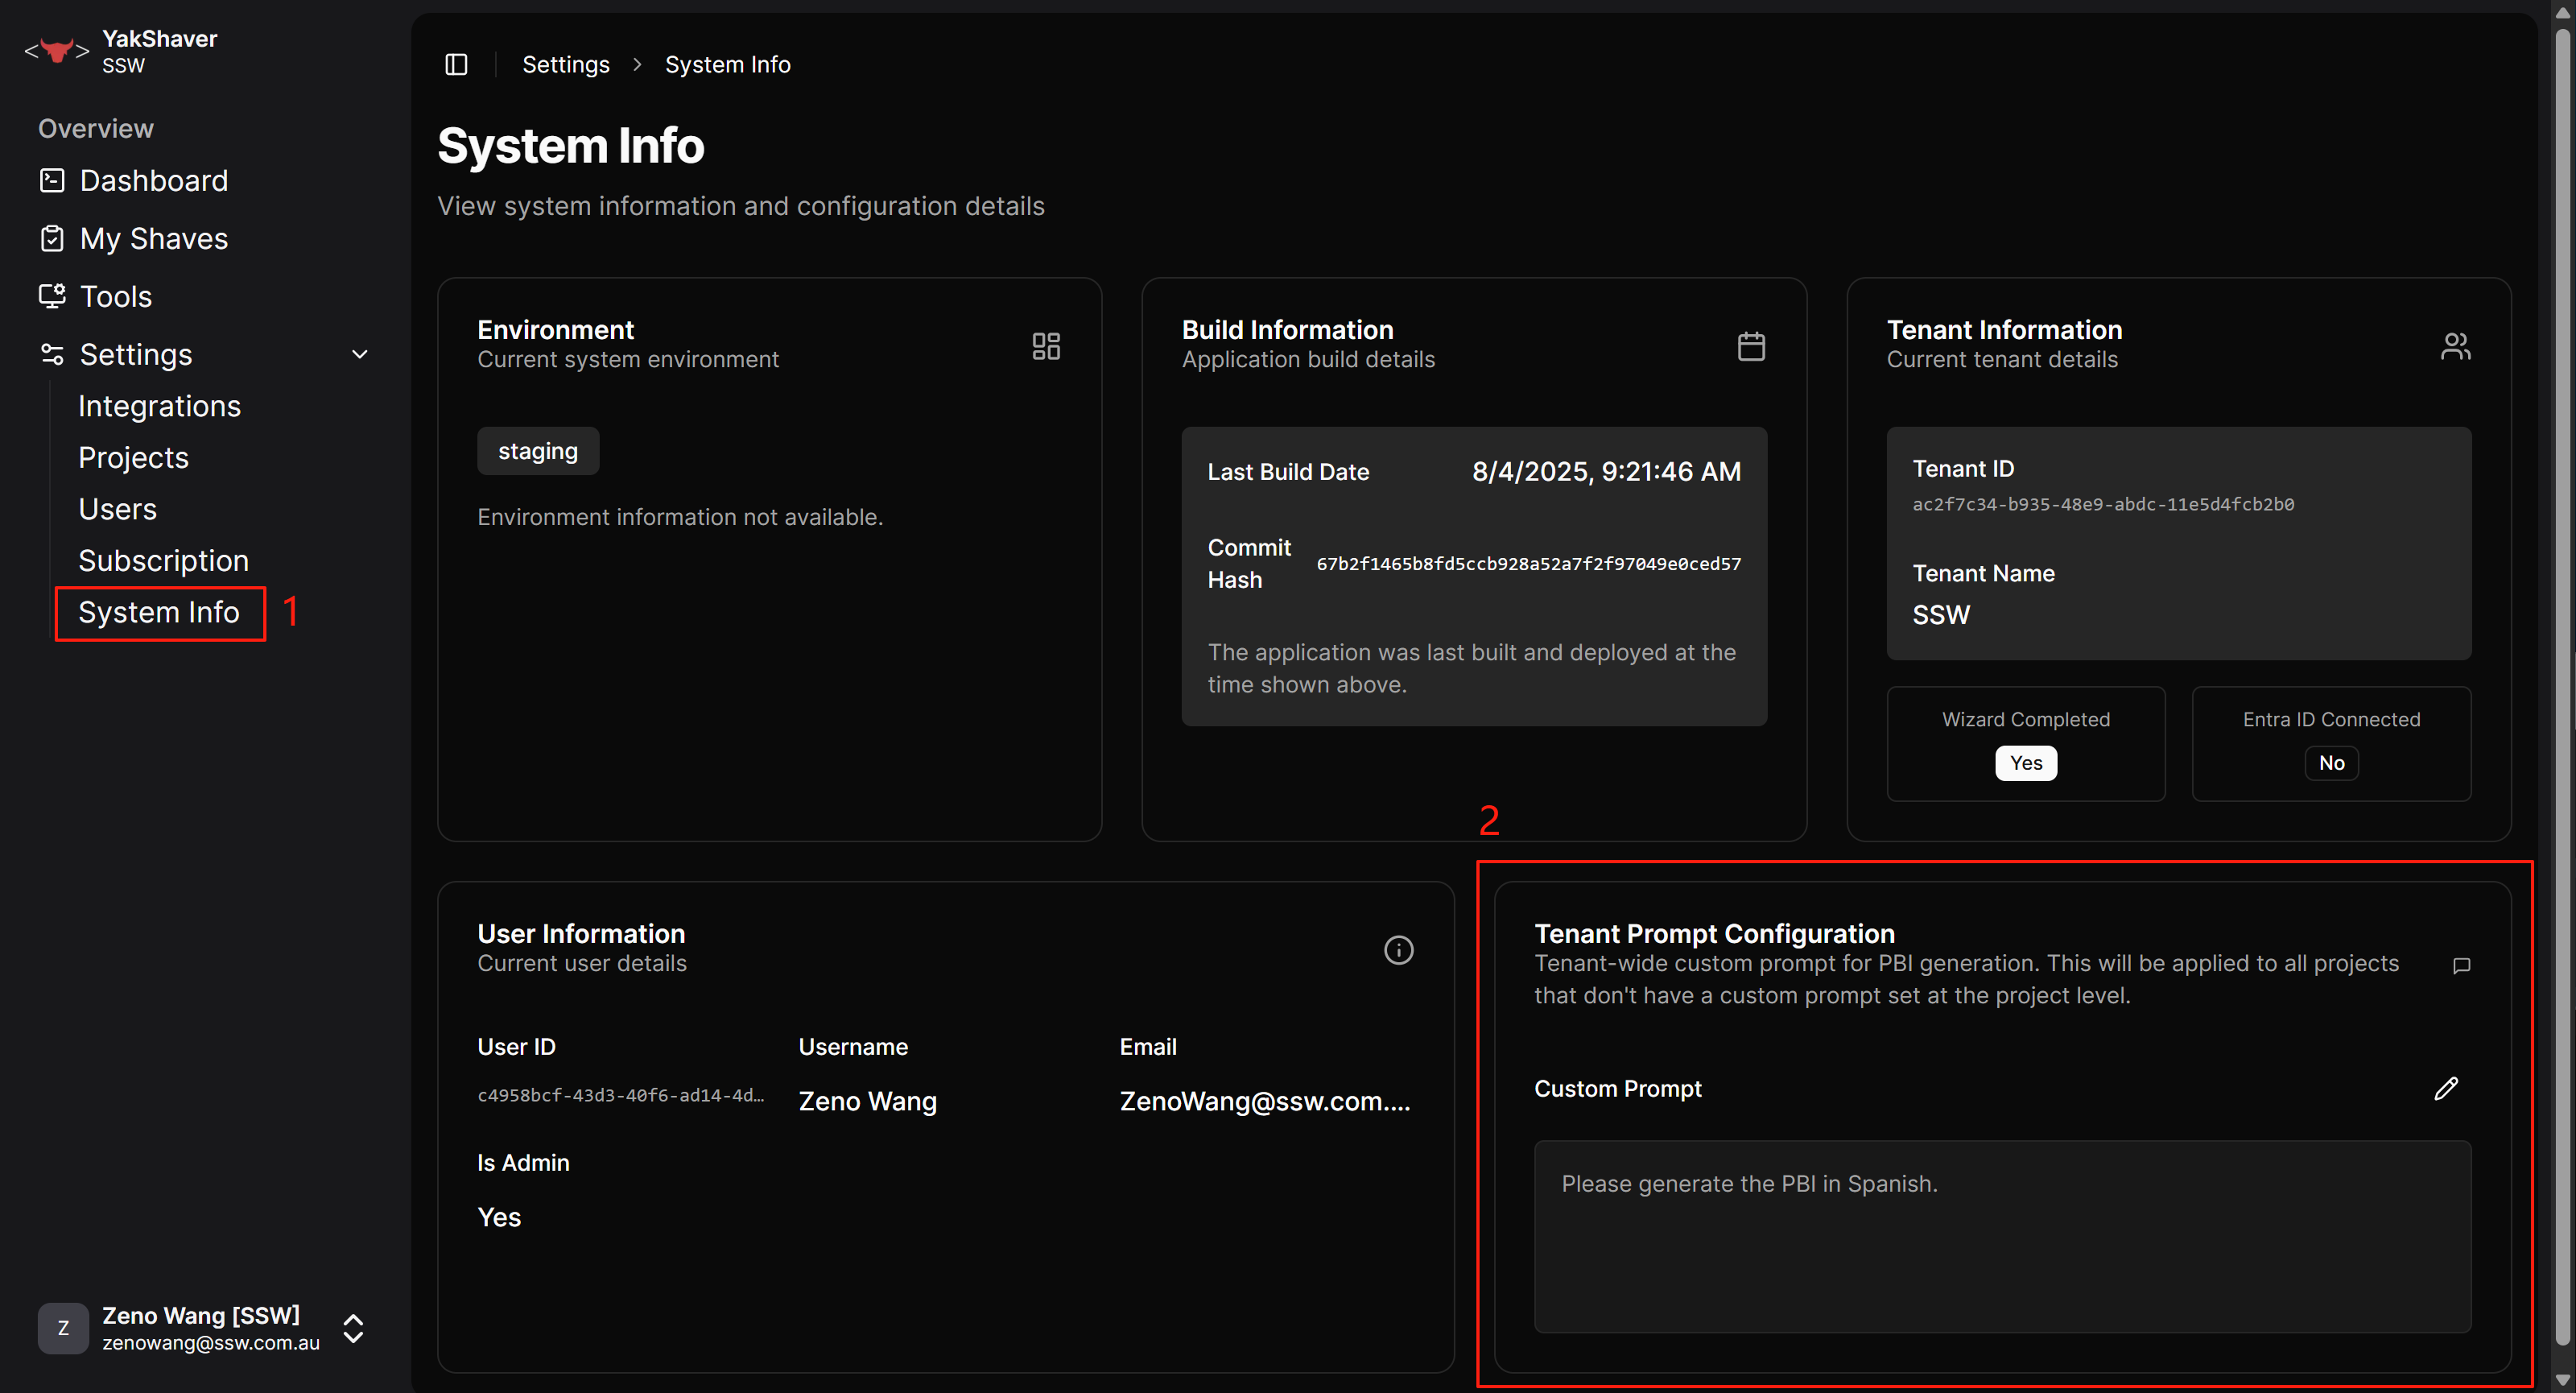 YakShaver
SSW
Overview
Dashboard
My Shaves
Tools
Settings
Integrations
Projects
Users
Subscription
System Info
1
Zeno Wang [SSW]
Z
zenowang@ssw.com.au
Settings
System Info
System Info
View system information and configuration details
Environment
Current system environment
staging
Environment information not available.
Build Information
Application build details
Last Build Date
8/4/2025, 9:21:46 AM
Commit
Hash
67b2f1465b8fd5ccb928a52a7f2f97049e0ced57
The application was last built and deployed at the
time shown above.
Tenant Information
Current tenant details
Tenant ID
ac2f7c34-b935-48e9-abdc-11e5d4fcb2b0
Tenant Name
SSW
Wizard Completed
Yes
Entra ID Connected
No
User Information
Current user details
User ID
c4958bcf-43d3-40f6-ad14-4d…
Username
Zeno Wang
Email
ZenoWang@ssw.com....
Is Admin
Yes
2
Tenant Prompt Configuration
Tenant-wide custom prompt for PBI generation. This will be applied to all projects
that don't have a custom prompt set at the project level.
Custom Prompt
Please generate the PBI in Spanish.